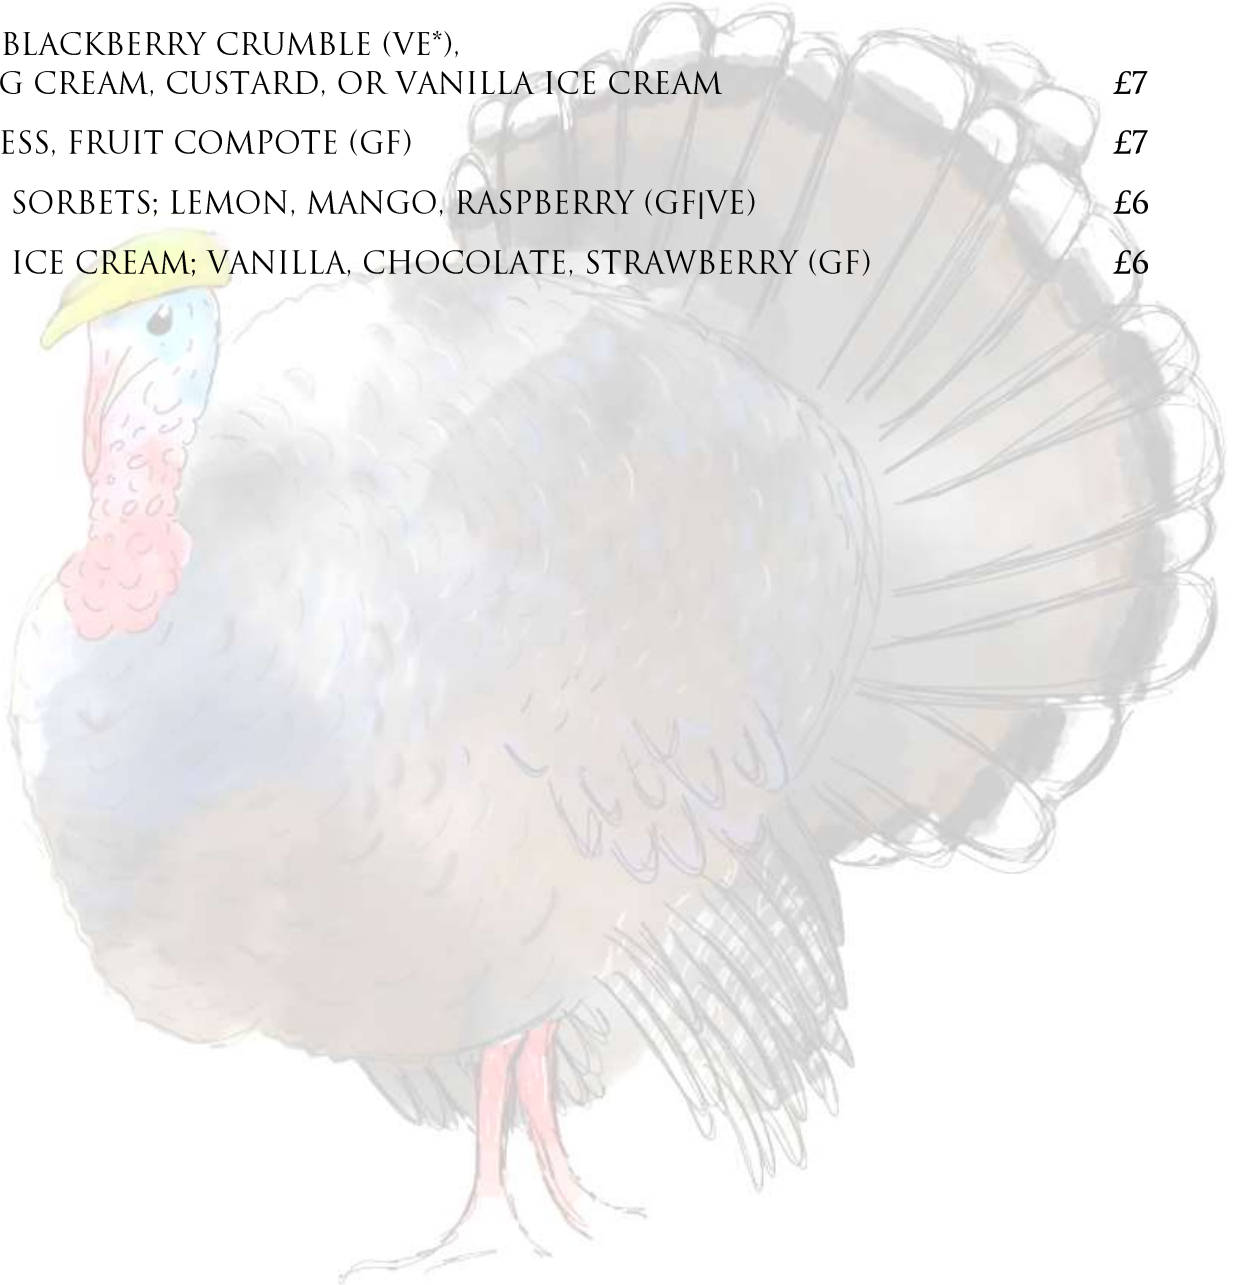 BLACKBERRY CRUMBLE (VE*),
G CREAM, CUSTARD, OR VANILLA ICE CREAM £7
ESS, FRUIT COMPOTE (GF) £7
SORBETS; LEMON, MANGO, RASPBERRY (GF|VE) £6
ICE CREAM; VANILLA, CHOCOLATE, STRAWBERRY (GF) £6